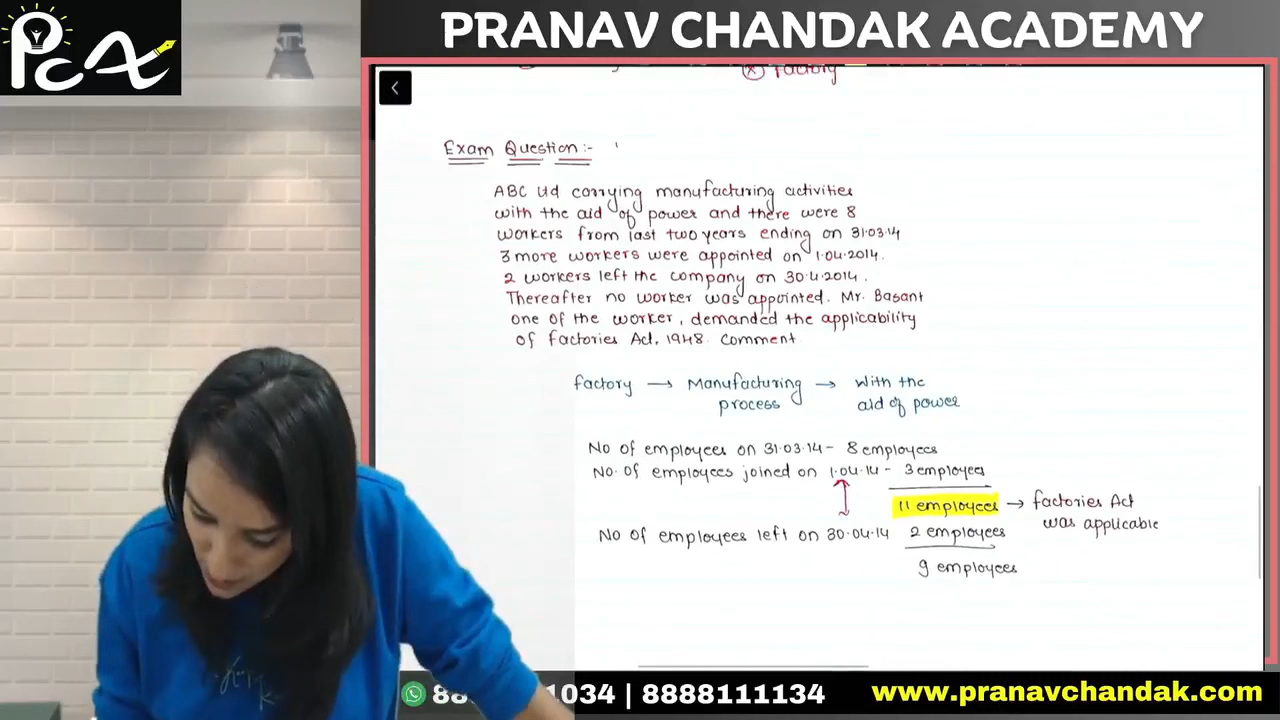 PCA
PRANAV CHANDAK ACADEMY
(x) factory
Exam Question:-
ABC Ltd carrying manufacturing activities
with the aid of power and there were 8
workers from last two years ending on 31.03.14
3 more workers were appointed on 1.04.2014.
2 workers left the company on 30.4.2014.
Thereafter no worker was appointed. Mr. Basant
one of the worker, demanded the applicability
of factories Act, 1948. Comment.
factory → Manufacturing → With the
process aid of power
No of employees on 31.03.14 - 8 employees
No. of employees joined on 1.04.14 - 3 employees
11 employees → factories Act
was applicable
No of employees left on 30.04.14 2 employees
9 employees
1034 | 8888111134
www.pranavchandak.com